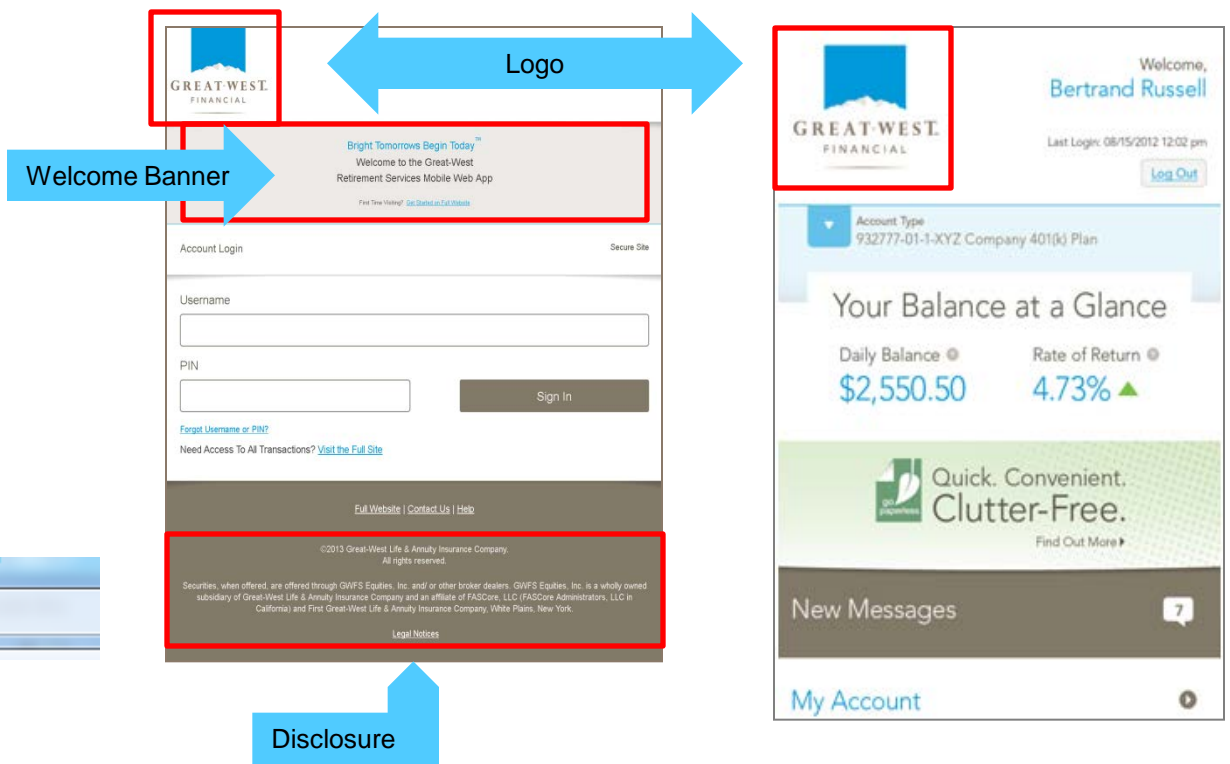 GREAT-WEST
FINANCIAL
Logo
Welcome Banner
Bright Tomorrows Begin Today™
Welcome to the Great-West
Retirement Services Mobile Web App
First Time Visiting? Get Started on Full Website
Account Login
Secure Site
Username
PIN
Sign In
Forgot Username or PIN?
Need Access To All Transactions? Visit the Full Site
Full Website | Contact Us | Help
©2013 Great-West Life & Annuity Insurance Company.
All rights reserved.
Securities, when offered, are offered through GWFS Equities, Inc. and/ or other broker dealers. GWFS Equities, Inc. is a wholly owned
subsidiary of Great-West Life & Annuity Insurance Company and an affiliate of FASCore, LLC (FASCore Administrators, LLC in
California) and First Great-West Life & Annuity Insurance Company, White Plains, New York.
Legal Notices
Disclosure
GREAT-WEST
FINANCIAL
Welcome,
Bertrand Russell
Last Login: 08/15/2012 12:02 pm
Log Out
Account Type
932777-01-1-XYZ Company 401(k) Plan
Your Balance at a Glance
Daily Balance
Rate of Return
$2,550.50
4.73%
go
paperless
Quick. Convenient.
Clutter-Free.
Find Out More
New Messages
7
My Account